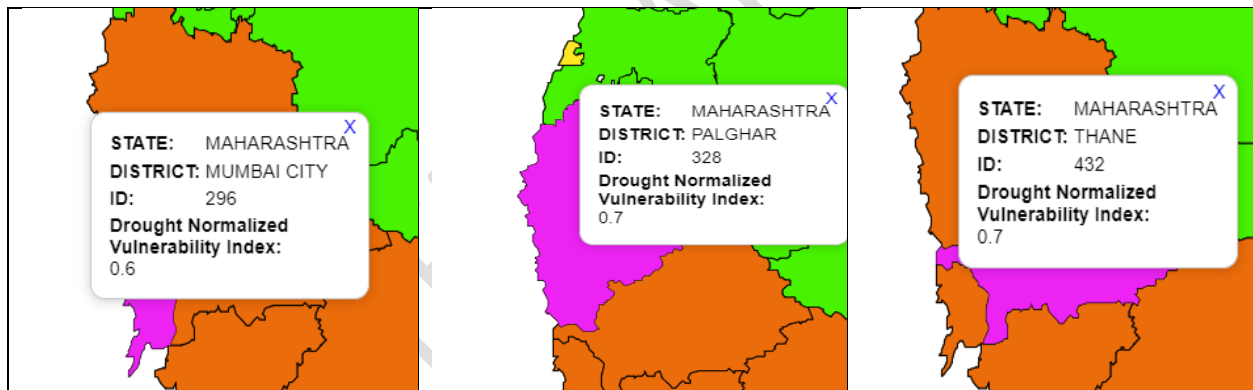 X
STATE: MAHARASHTRA
DISTRICT: MUMBAI CITY
ID: 296
Drought Normalized
Vulnerability Index:
0.6
X
STATE: MAHARASHTRA
DISTRICT: PALGHAR
ID: 328
Drought Normalized
Vulnerability Index:
0.7
X
STATE: MAHARASHTRA
DISTRICT: THANE
ID: 432
Drought Normalized
Vulnerability Index:
0.7